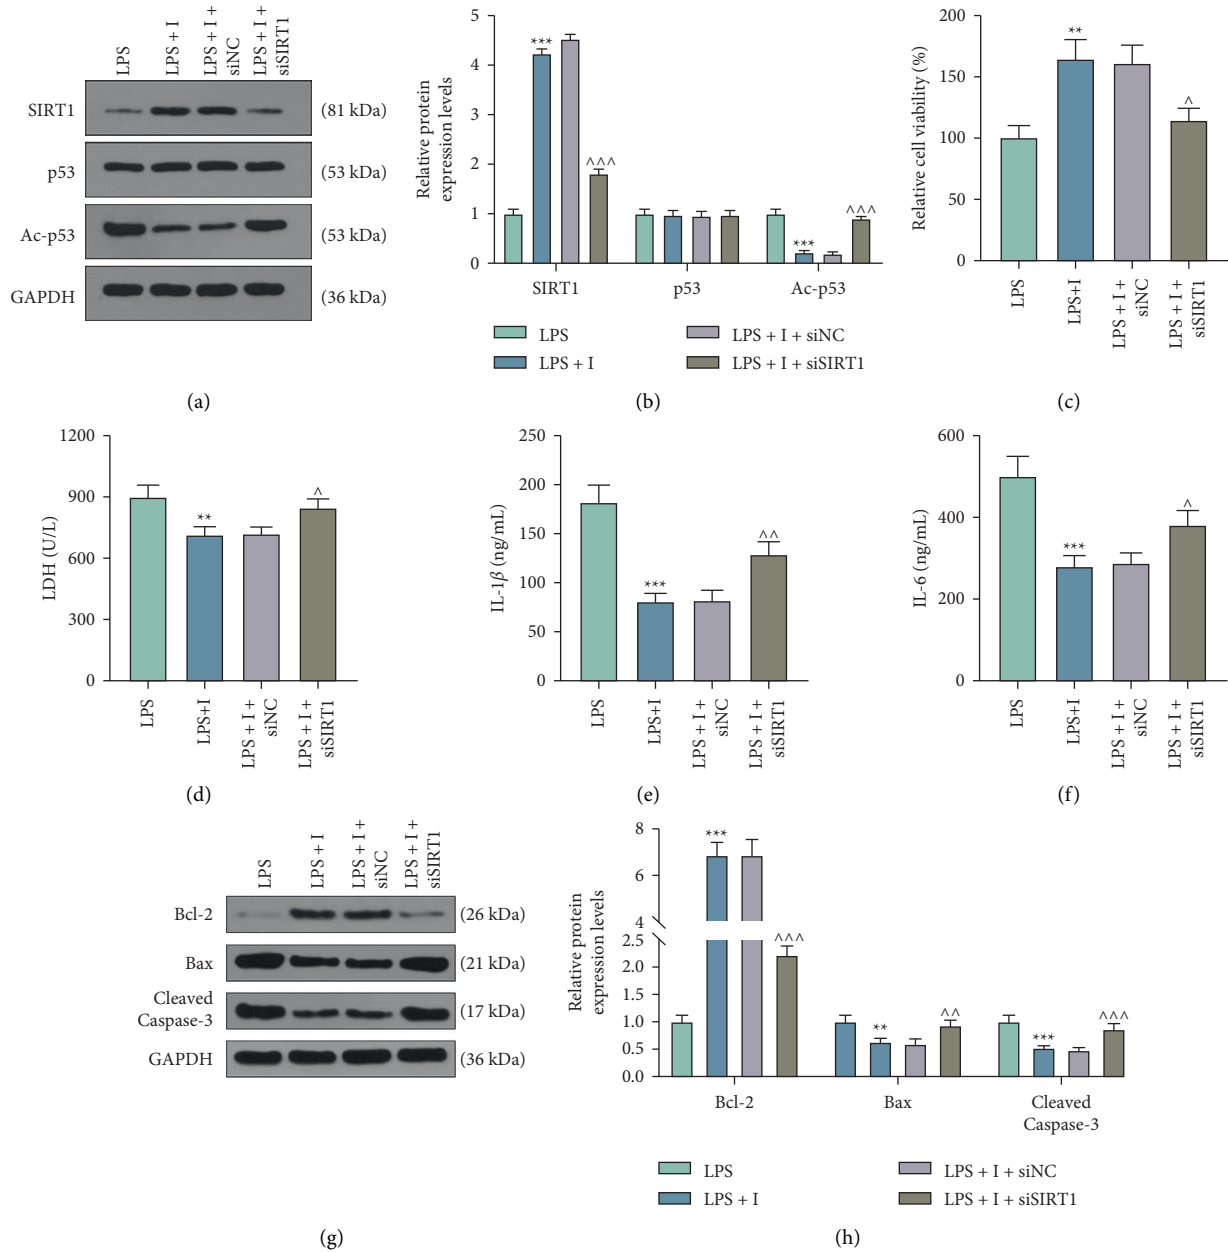 LPS
LPS + I
LPS + I +
siNC
LPS + I +
siSIRT1
SIRT1
(81 kDa)
p53
(53 kDa)
Ac-p53
(53 kDa)
GAPDH
(36 kDa)
(a)
Relative protein
expression levels
5
4
3
2
1
0
***
^^^
***
^^^
SIRT1
p53
Ac-p53
LPS
LPS + I + siNC
LPS + I
LPS + I + siSIRT1
(b)
Relative cell viability (%)
200
150
100
50
0
**
^
LPS
LPS+I
LPS + I +
siNC
LPS + I +
siSIRT1
(c)
LDH (U/L)
1200
900
600
300
0
**
^
LPS
LPS+I
LPS + I +
siNC
LPS + I +
siSIRT1
(d)
IL-1β (ng/mL)
250
200
150
100
50
0
***
^^
LPS
LPS+I
LPS + I +
siNC
LPS + I +
siSIRT1
(e)
IL-6 (ng/mL)
600
400
200
0
***
^
LPS
LPS+I
LPS + I +
siNC
LPS + I +
siSIRT1
(f)
LPS
LPS + I
LPS + I +
siNC
LPS + I +
siSIRT1
Bcl-2
(26 kDa)
Bax
(21 kDa)
Cleaved
Caspase-3
(17 kDa)
GAPDH
(36 kDa)
(g)
Relative protein
expression levels
8
6
4
2.5
2.0
1.5
1.0
0.5
0.0
***
^^^
**
^^
***
^^^
Bcl-2
Bax
Cleaved
Caspase-3
LPS
LPS + I + siNC
LPS + I
LPS + I + siSIRT1
(h)